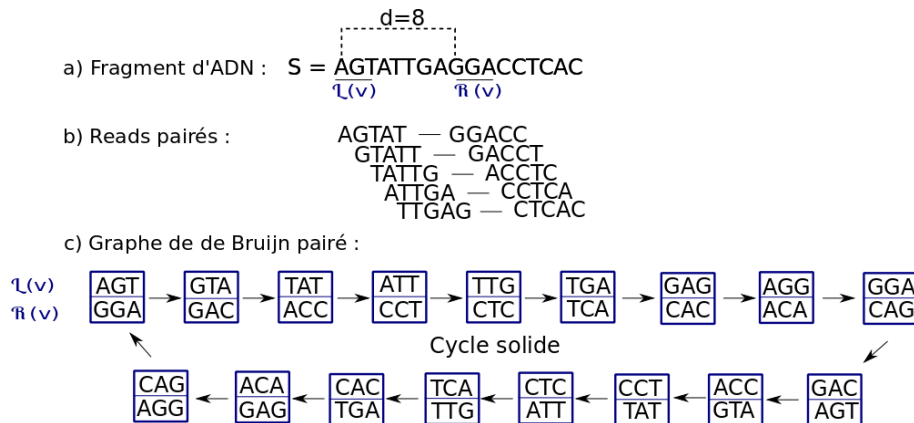 d=8
a) Fragment d'ADN : S = AGTATTGAGGACCTCAC
L(v) R(v)
b) Reads pairés :
AGTAT — GGACC
GTATT — GACCT
TATTG — ACCTC
ATTGA — CCTCA
TTGAG — CTCAC
c) Graphe de de Bruijn pairé :
L(v) AGT GTA TAT ATT TTG TGA GAG AGG GGA
R(v) GGA GAC ACC CCT CTC TCA CAC ACA CAG
Cycle solide
CAG ACA CAC TCA CTC CCT ACC GAC
AGG GAG TGA TTG ATT TAT GTA AGT